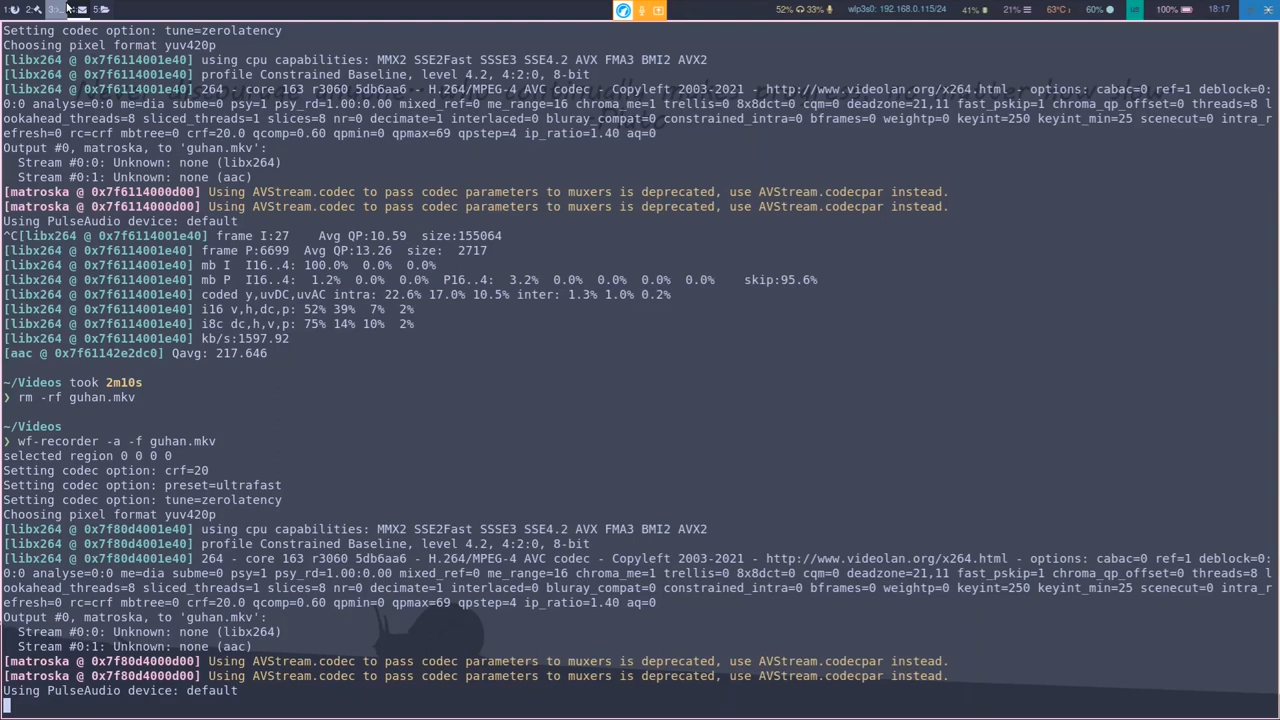 1: 2: 3: 4: 5: 52% 33% wlp3s0: 192.168.0.115/24 41% 21% 63°C 60% 100% 18:17
Setting codec option: tune=zerolatency
Choosing pixel format yuv420p
[libx264 @ 0x7f6114001e40] using cpu capabilities: MMX2 SSE2Fast SSSE3 SSE4.2 AVX FMA3 BMI2 AVX2
[libx264 @ 0x7f6114001e40] profile Constrained Baseline, level 4.2, 4:2:0, 8-bit
[libx264 @ 0x7f6114001e40] 264 - core 163 r3060 5db6aa6 - H.264/MPEG-4 AVC codec - Copyleft 2003-2021 - http://www.videolan.org/x264.html - options: cabac=0 ref=1 deblock=0:
0:0 analyse=0:0 me=dia subme=0 psy=1 psy_rd=1.00:0.00 mixed_ref=0 me_range=16 chroma_me=1 trellis=0 8x8dct=0 cqm=0 deadzone=21,11 fast_pskip=1 chroma_qp_offset=0 threads=8 l
ookahead_threads=8 sliced_threads=1 slices=8 nr=0 decimate=1 interlaced=0 bluray_compat=0 constrained_intra=0 bframes=0 weightp=0 keyint=250 keyint_min=25 scenecut=0 intra_r
efresh=0 rc=crf mbtree=0 crf=20.0 qcomp=0.60 qpmin=0 qpmax=69 qpstep=4 ip_ratio=1.40 aq=0
Output #0, matroska, to 'guhan.mkv':
  Stream #0:0: Unknown: none (libx264)
  Stream #0:1: Unknown: none (aac)
[matroska @ 0x7f6114000d00] Using AVStream.codec to pass codec parameters to muxers is deprecated, use AVStream.codecpar instead.
[matroska @ 0x7f6114000d00] Using AVStream.codec to pass codec parameters to muxers is deprecated, use AVStream.codecpar instead.
Using PulseAudio device: default
^C[libx264 @ 0x7f6114001e40] frame I:27    Avg QP:10.59  size:155064
[libx264 @ 0x7f6114001e40] frame P:6699  Avg QP:13.26  size:  2717
[libx264 @ 0x7f6114001e40] mb I  I16..4: 100.0%  0.0%  0.0%
[libx264 @ 0x7f6114001e40] mb P  I16..4:  1.2%  0.0%  0.0%  P16..4:  3.2%  0.0%  0.0%  0.0%  0.0%    skip:95.6%
[libx264 @ 0x7f6114001e40] coded y,uvDC,uvAC intra: 22.6% 17.0% 10.5% inter: 1.3% 1.0% 0.2%
[libx264 @ 0x7f6114001e40] i16 v,h,dc,p: 52% 39%  7%  2%
[libx264 @ 0x7f6114001e40] i8c dc,h,v,p: 75% 14% 10%  2%
[libx264 @ 0x7f6114001e40] kb/s:1597.92
[aac @ 0x7f61142e2dc0] Qavg: 217.646
~/Videos took 2m10s
❯ rm -rf guhan.mkv
~/Videos
❯ wf-recorder -a -f guhan.mkv
selected region 0 0 0 0
Setting codec option: crf=20
Setting codec option: preset=ultrafast
Setting codec option: tune=zerolatency
Choosing pixel format yuv420p
[libx264 @ 0x7f80d4001e40] using cpu capabilities: MMX2 SSE2Fast SSSE3 SSE4.2 AVX FMA3 BMI2 AVX2
[libx264 @ 0x7f80d4001e40] profile Constrained Baseline, level 4.2, 4:2:0, 8-bit
[libx264 @ 0x7f80d4001e40] 264 - core 163 r3060 5db6aa6 - H.264/MPEG-4 AVC codec - Copyleft 2003-2021 - http://www.videolan.org/x264.html - options: cabac=0 ref=1 deblock=0:
0:0 analyse=0:0 me=dia subme=0 psy=1 psy_rd=1.00:0.00 mixed_ref=0 me_range=16 chroma_me=1 trellis=0 8x8dct=0 cqm=0 deadzone=21,11 fast_pskip=1 chroma_qp_offset=0 threads=8 l
ookahead_threads=8 sliced_threads=1 slices=8 nr=0 decimate=1 interlaced=0 bluray_compat=0 constrained_intra=0 bframes=0 weightp=0 keyint=250 keyint_min=25 scenecut=0 intra_r
efresh=0 rc=crf mbtree=0 crf=20.0 qcomp=0.60 qpmin=0 qpmax=69 qpstep=4 ip_ratio=1.40 aq=0
Output #0, matroska, to 'guhan.mkv':
  Stream #0:0: Unknown: none (libx264)
  Stream #0:1: Unknown: none (aac)
[matroska @ 0x7f80d4000d00] Using AVStream.codec to pass codec parameters to muxers is deprecated, use AVStream.codecpar instead.
[matroska @ 0x7f80d4000d00] Using AVStream.codec to pass codec parameters to muxers is deprecated, use AVStream.codecpar instead.
Using PulseAudio device: default